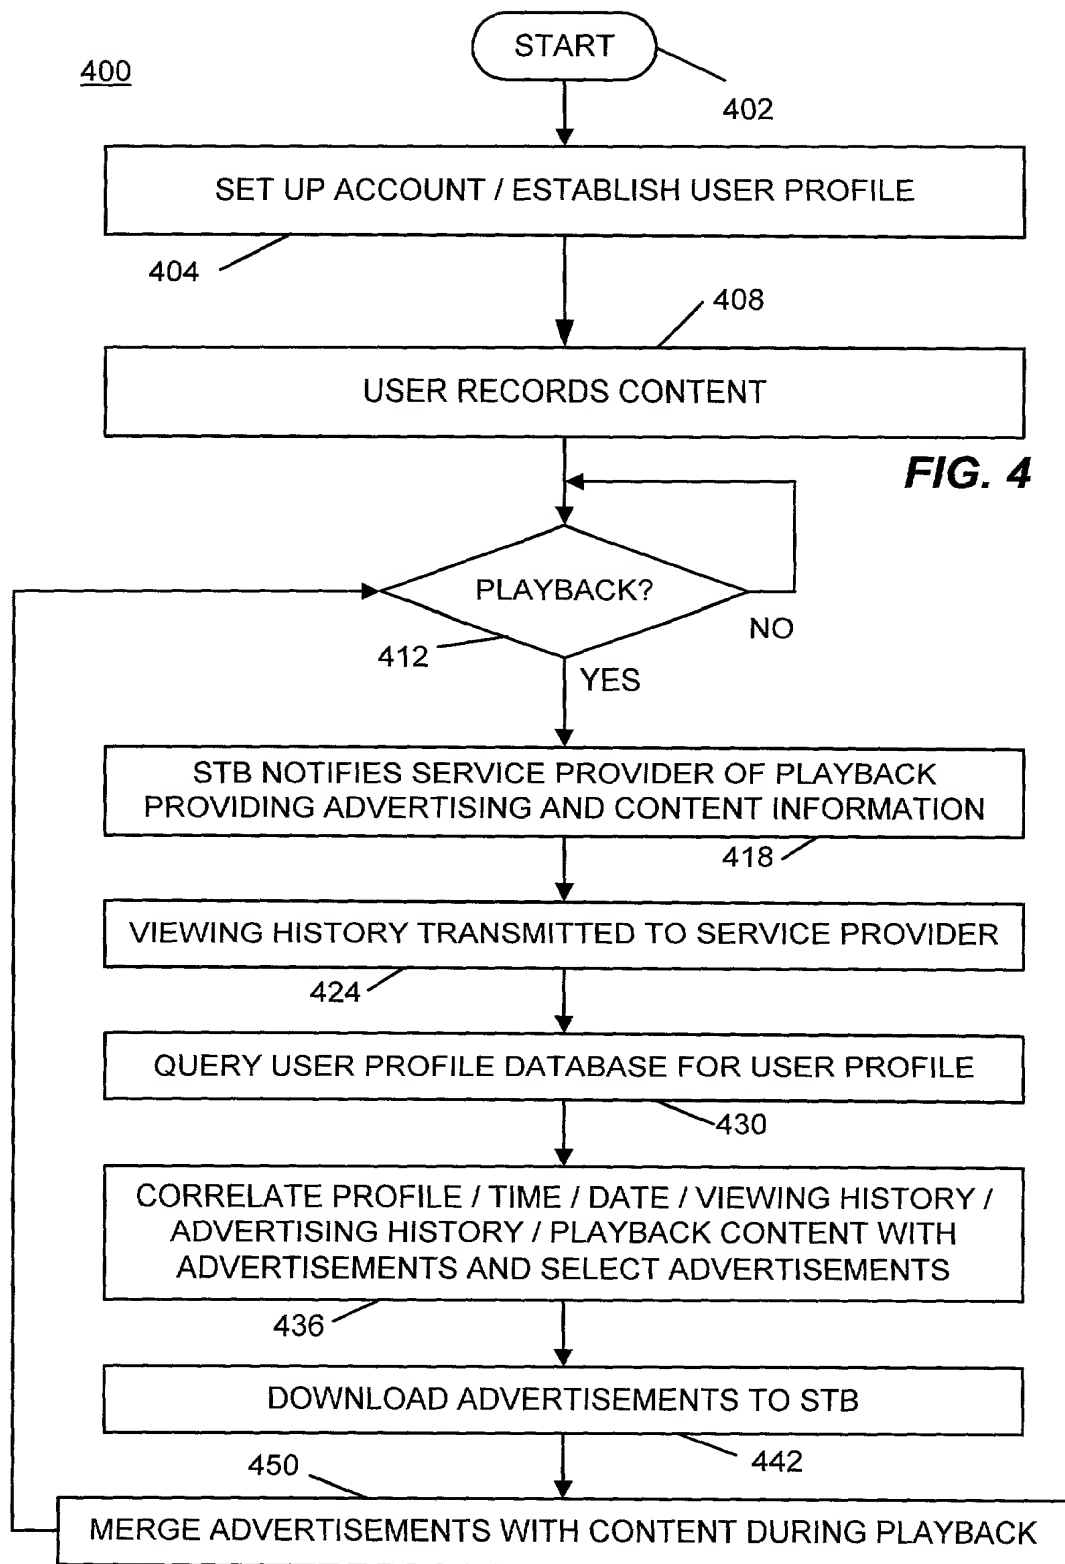 START
400
402
SET UP ACCOUNT / ESTABLISH USER PROFILE
404
408
USER RECORDS CONTENT
FIG. 4
PLAYBACK?
NO
412
YES
STB NOTIFIES SERVICE PROVIDER OF PLAYBACK
PROVIDING ADVERTISING AND CONTENT INFORMATION
418
VIEWING HISTORY TRANSMITTED TO SERVICE PROVIDER
424
QUERY USER PROFILE DATABASE FOR USER PROFILE
430
CORRELATE PROFILE / TIME / DATE / VIEWING HISTORY /
ADVERTISING HISTORY / PLAYBACK CONTENT WITH
ADVERTISEMENTS AND SELECT ADVERTISEMENTS
436
DOWNLOAD ADVERTISEMENTS TO STB
442
450
MERGE ADVERTISEMENTS WITH CONTENT DURING PLAYBACK